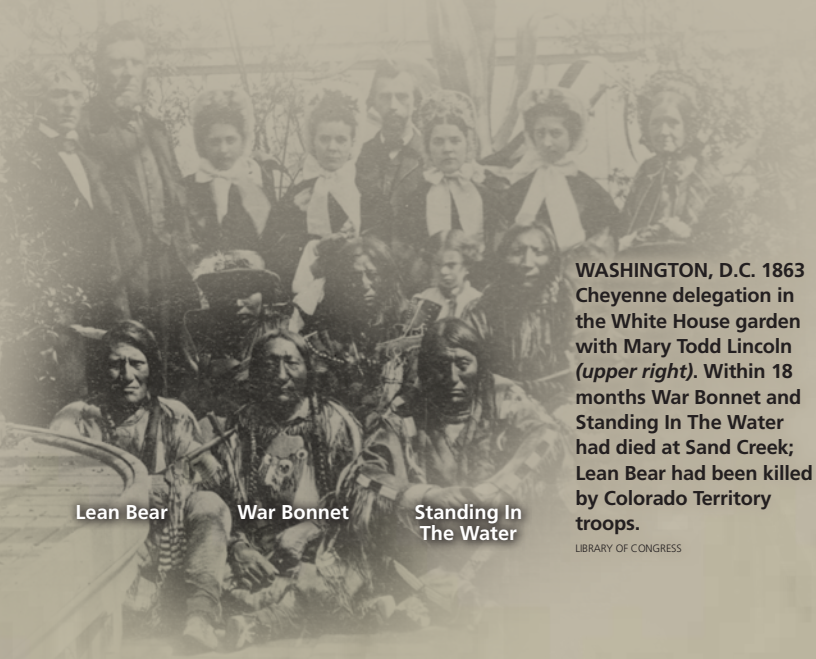 WASHINGTON, D.C. 1863
Cheyenne delegation in
the White House garden
with Mary Todd Lincoln
(upper right). Within 18
months War Bonnet and
Standing In The Water
had died at Sand Creek;
Lean Bear had been killed
by Colorado Territory
troops.
LIBRARY OF CONGRESS
Lean Bear
War Bonnet
Standing In
The Water